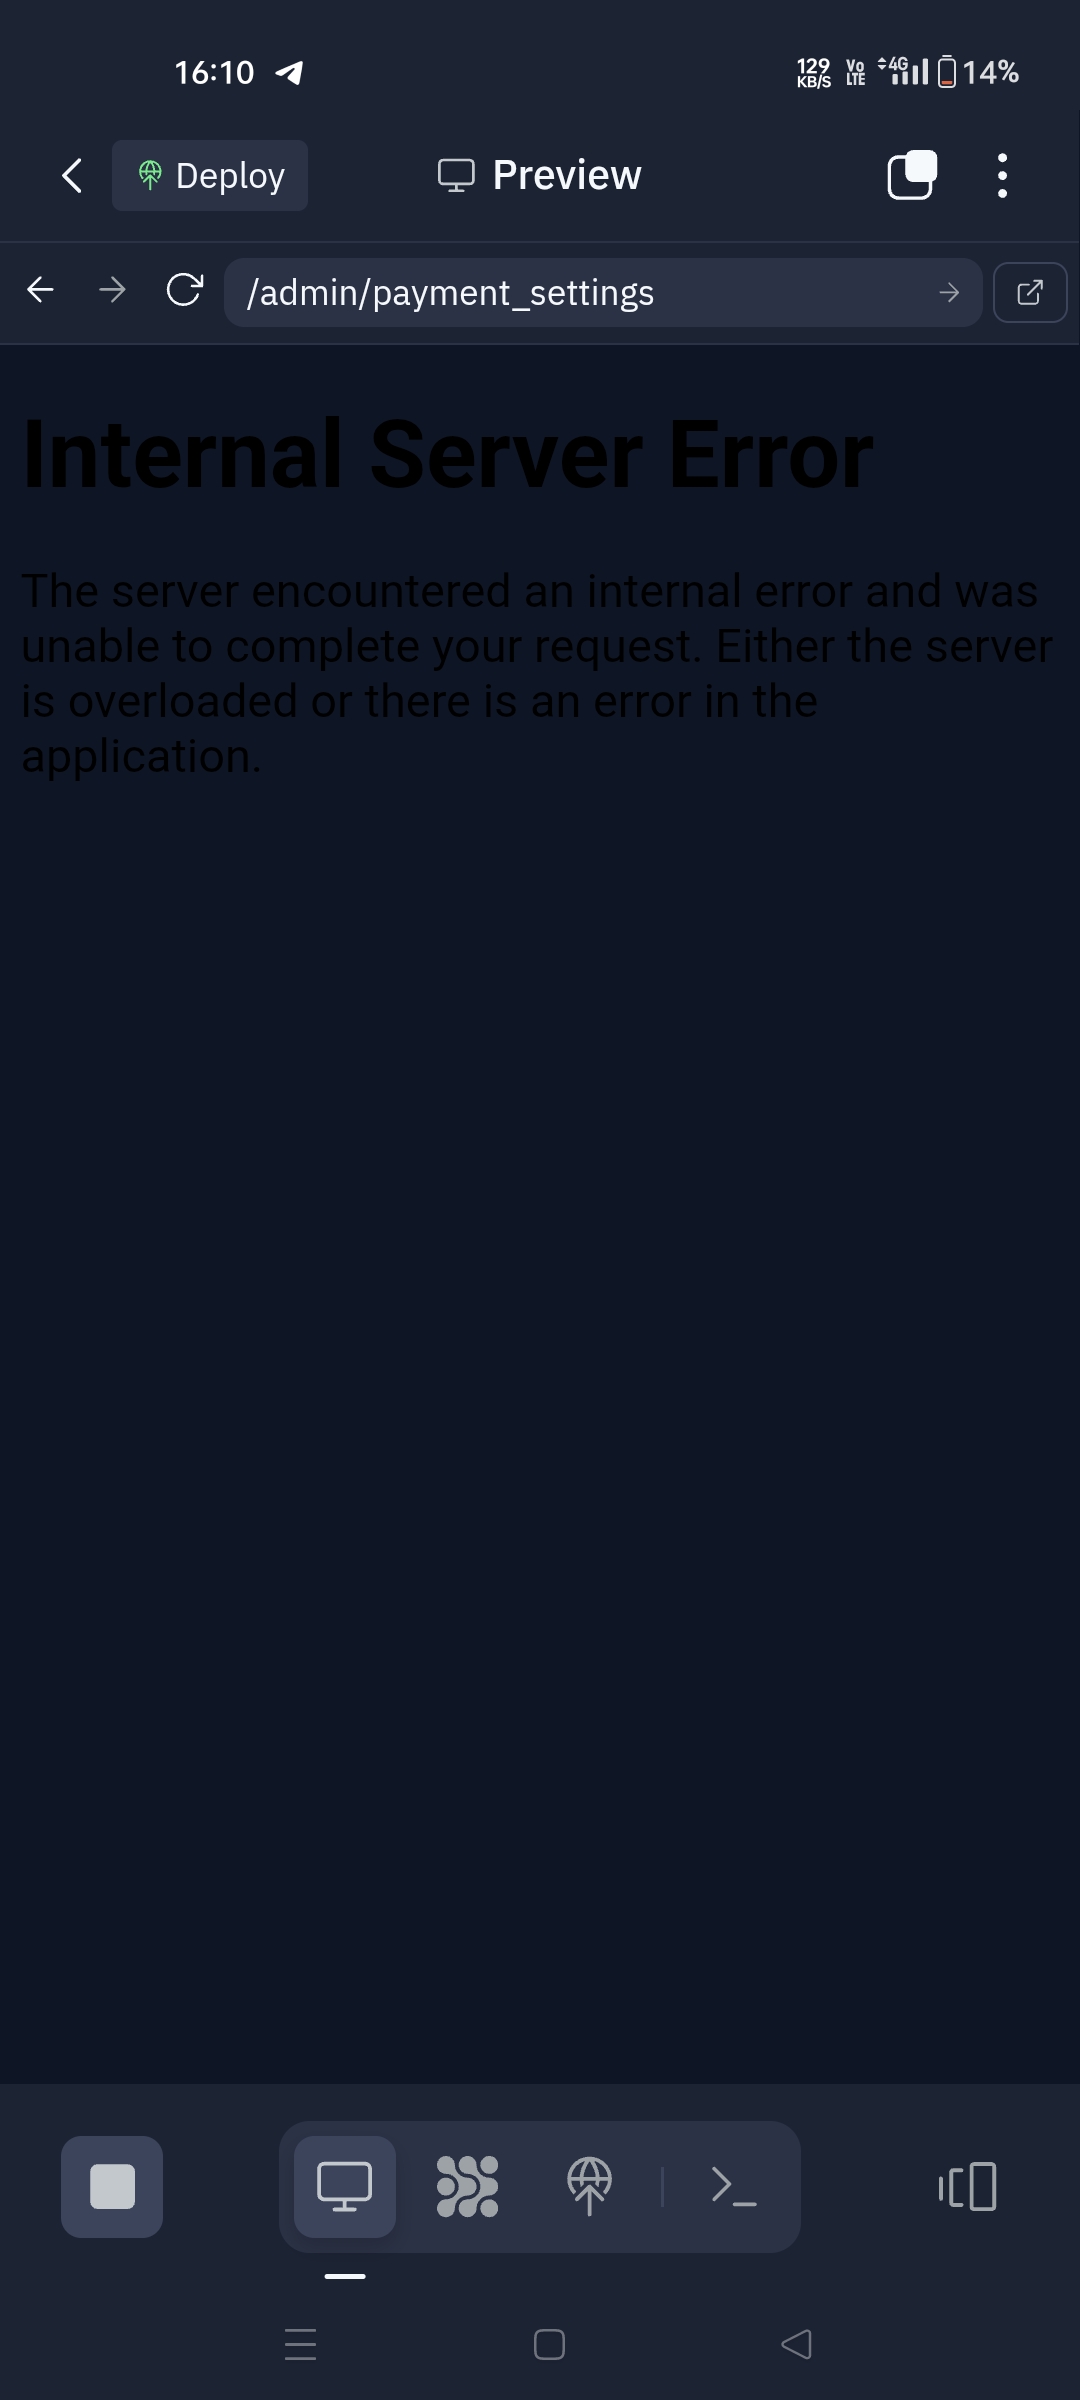 16:10
129 KB/S Vo LTE 4G 14%
Deploy
Preview
/admin/payment_settings
Internal Server Error
The server encountered an internal error and was
unable to complete your request. Either the server
is overloaded or there is an error in the
application.